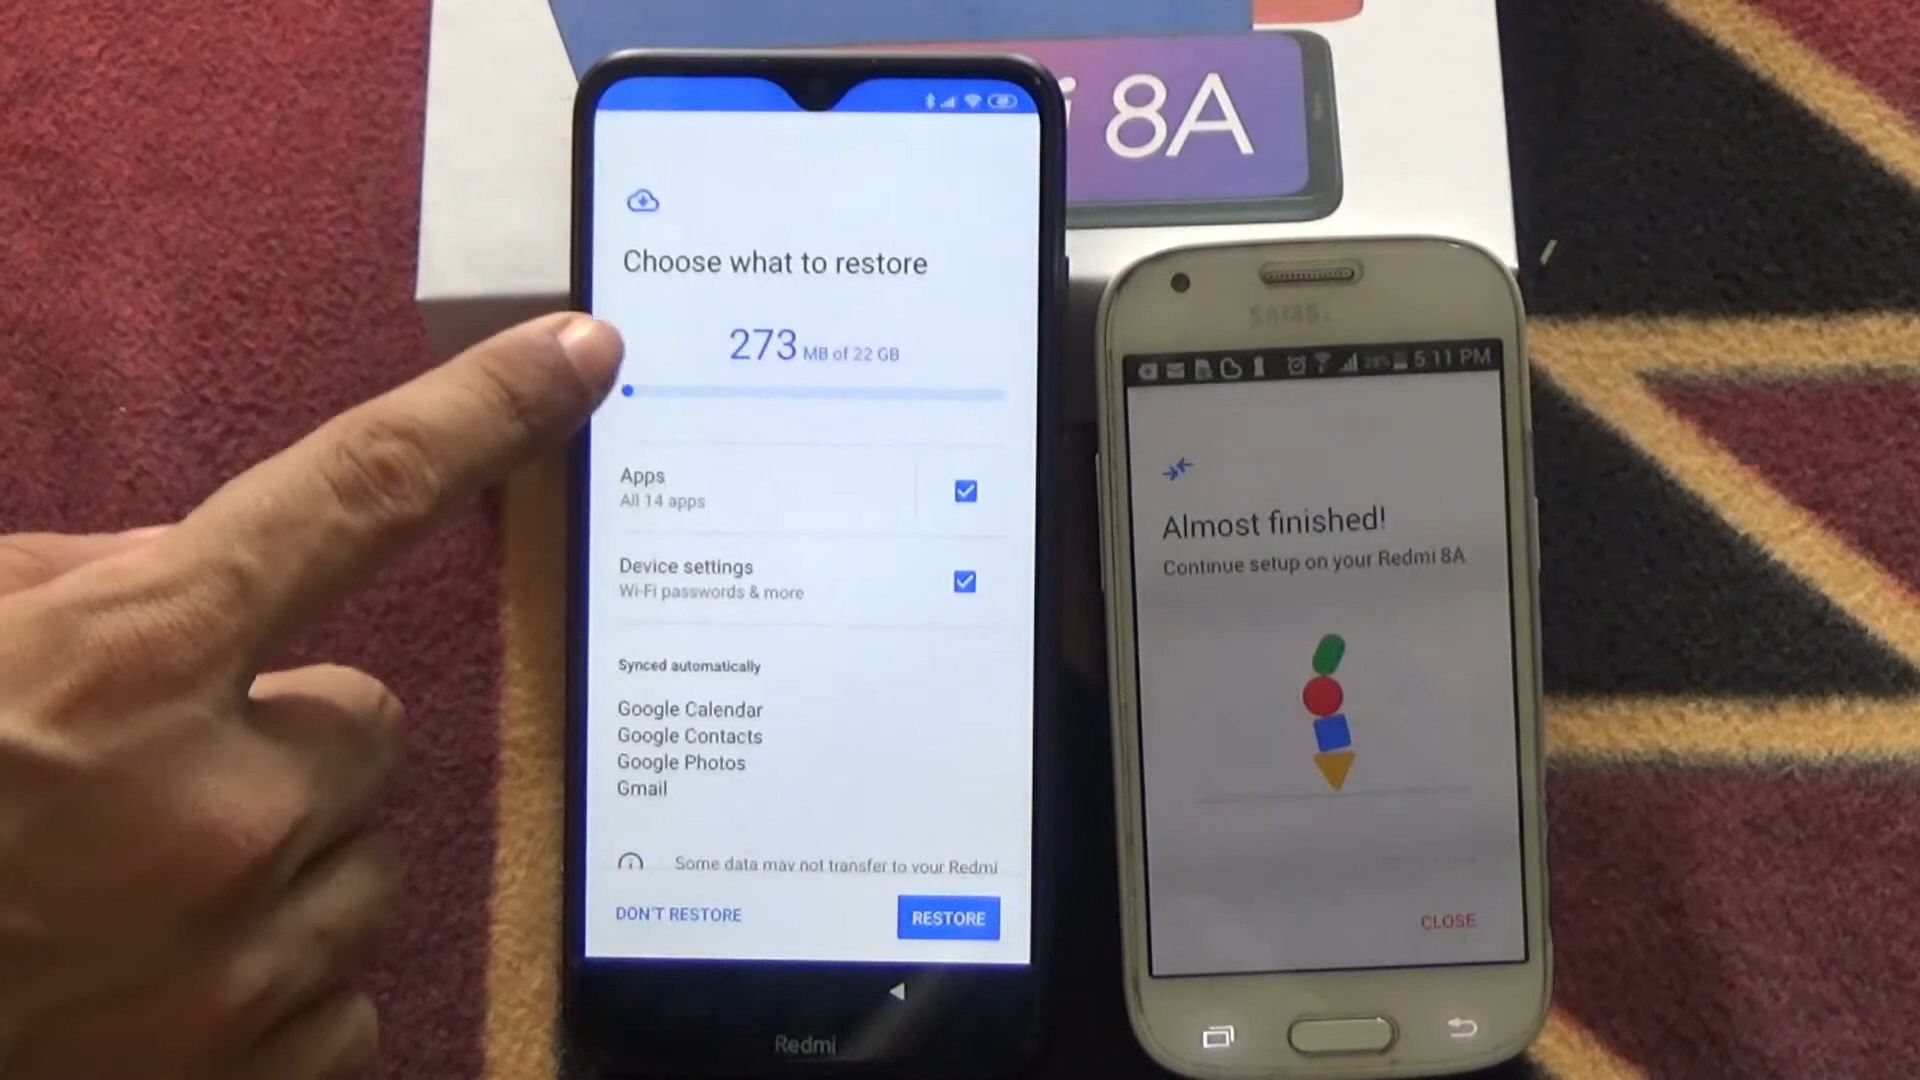 8A
Choose what to restore
273 MB of 22 GB
Apps
All 14 apps
Device settings
Wi-Fi passwords & more
Synced automatically
Google Calendar
Google Contacts
Google Photos
Gmail
Some data may not transfer to your Redmi
DON'T RESTORE
RESTORE
Redmi
SAMS
28% 5:11 PM
Almost finished!
Continue setup on your Redmi 8A
CLOSE